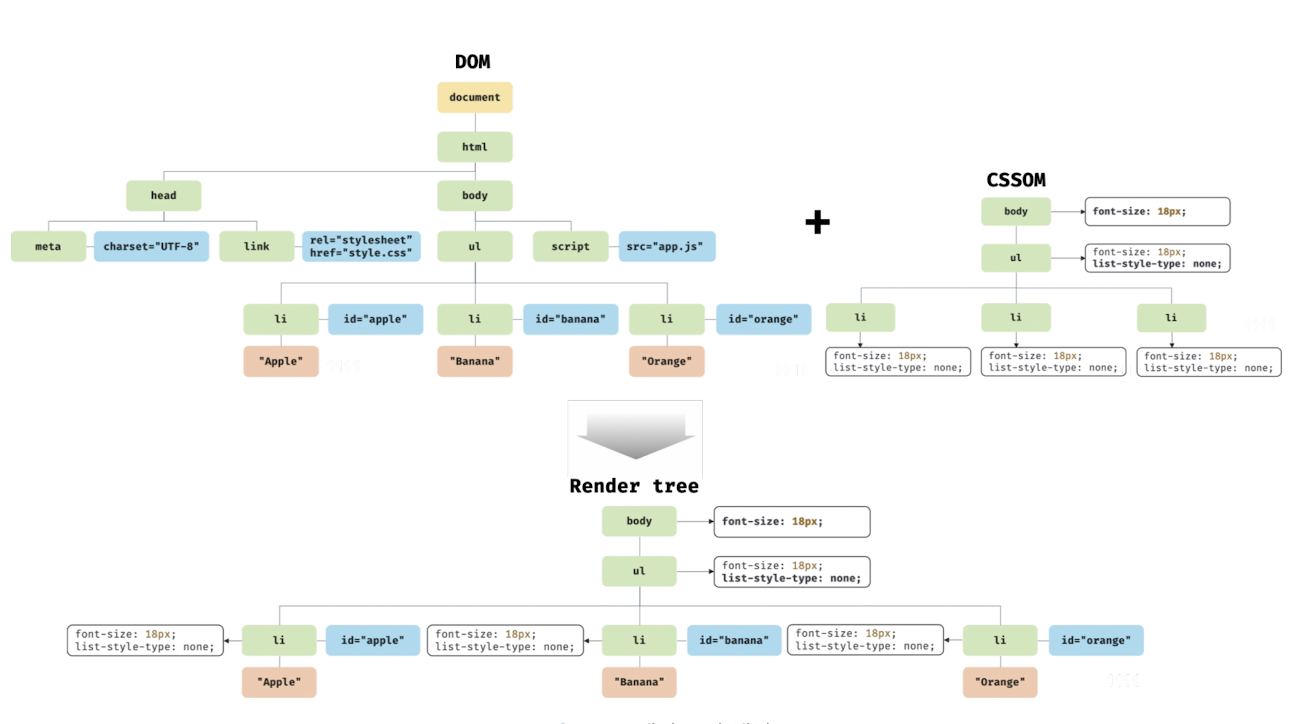 DOM
document
html
head
body
meta
charset="UTF-8"
link
rel="stylesheet"
href="style.css"
ul
script
src="app.js"
li
id="apple"
li
id="banana"
li
id="orange"
"Apple"
"Banana"
"Orange"
+
CSSOM
body
font-size: 18px;
ul
font-size: 18px;
list-style-type: none;
li
li
li
font-size: 18px;
list-style-type: none;
font-size: 18px;
list-style-type: none;
font-size: 18px;
list-style-type: none;
Render tree
body
font-size: 18px;
ul
font-size: 18px;
list-style-type: none;
font-size: 18px;
list-style-type: none;
li
id="apple"
font-size: 18px;
list-style-type: none;
li
id="banana"
font-size: 18px;
list-style-type: none;
li
id="orange"
"Apple"
"Banana"
"Orange"